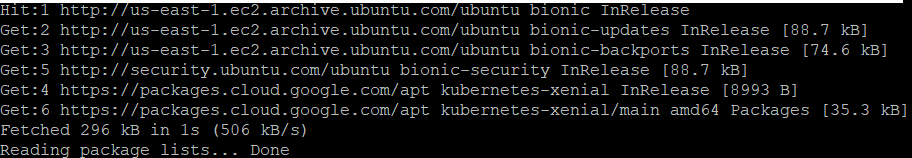 Hit:1 http://us-east-1.ec2.archive.ubuntu.com/ubuntu bionic InRelease
Get:2 http://us-east-1.ec2.archive.ubuntu.com/ubuntu bionic-updates InRelease [88.7 kB]
Get:3 http://us-east-1.ec2.archive.ubuntu.com/ubuntu bionic-backports InRelease [74.6 kB]
Get:5 http://security.ubuntu.com/ubuntu bionic-security InRelease [88.7 kB]
Get:4 https://packages.cloud.google.com/apt kubernetes-xenial InRelease [8993 B]
Get:6 https://packages.cloud.google.com/apt kubernetes-xenial/main amd64 Packages [35.3 kB]
Fetched 296 kB in 1s (506 kB/s)
Reading package lists... Done